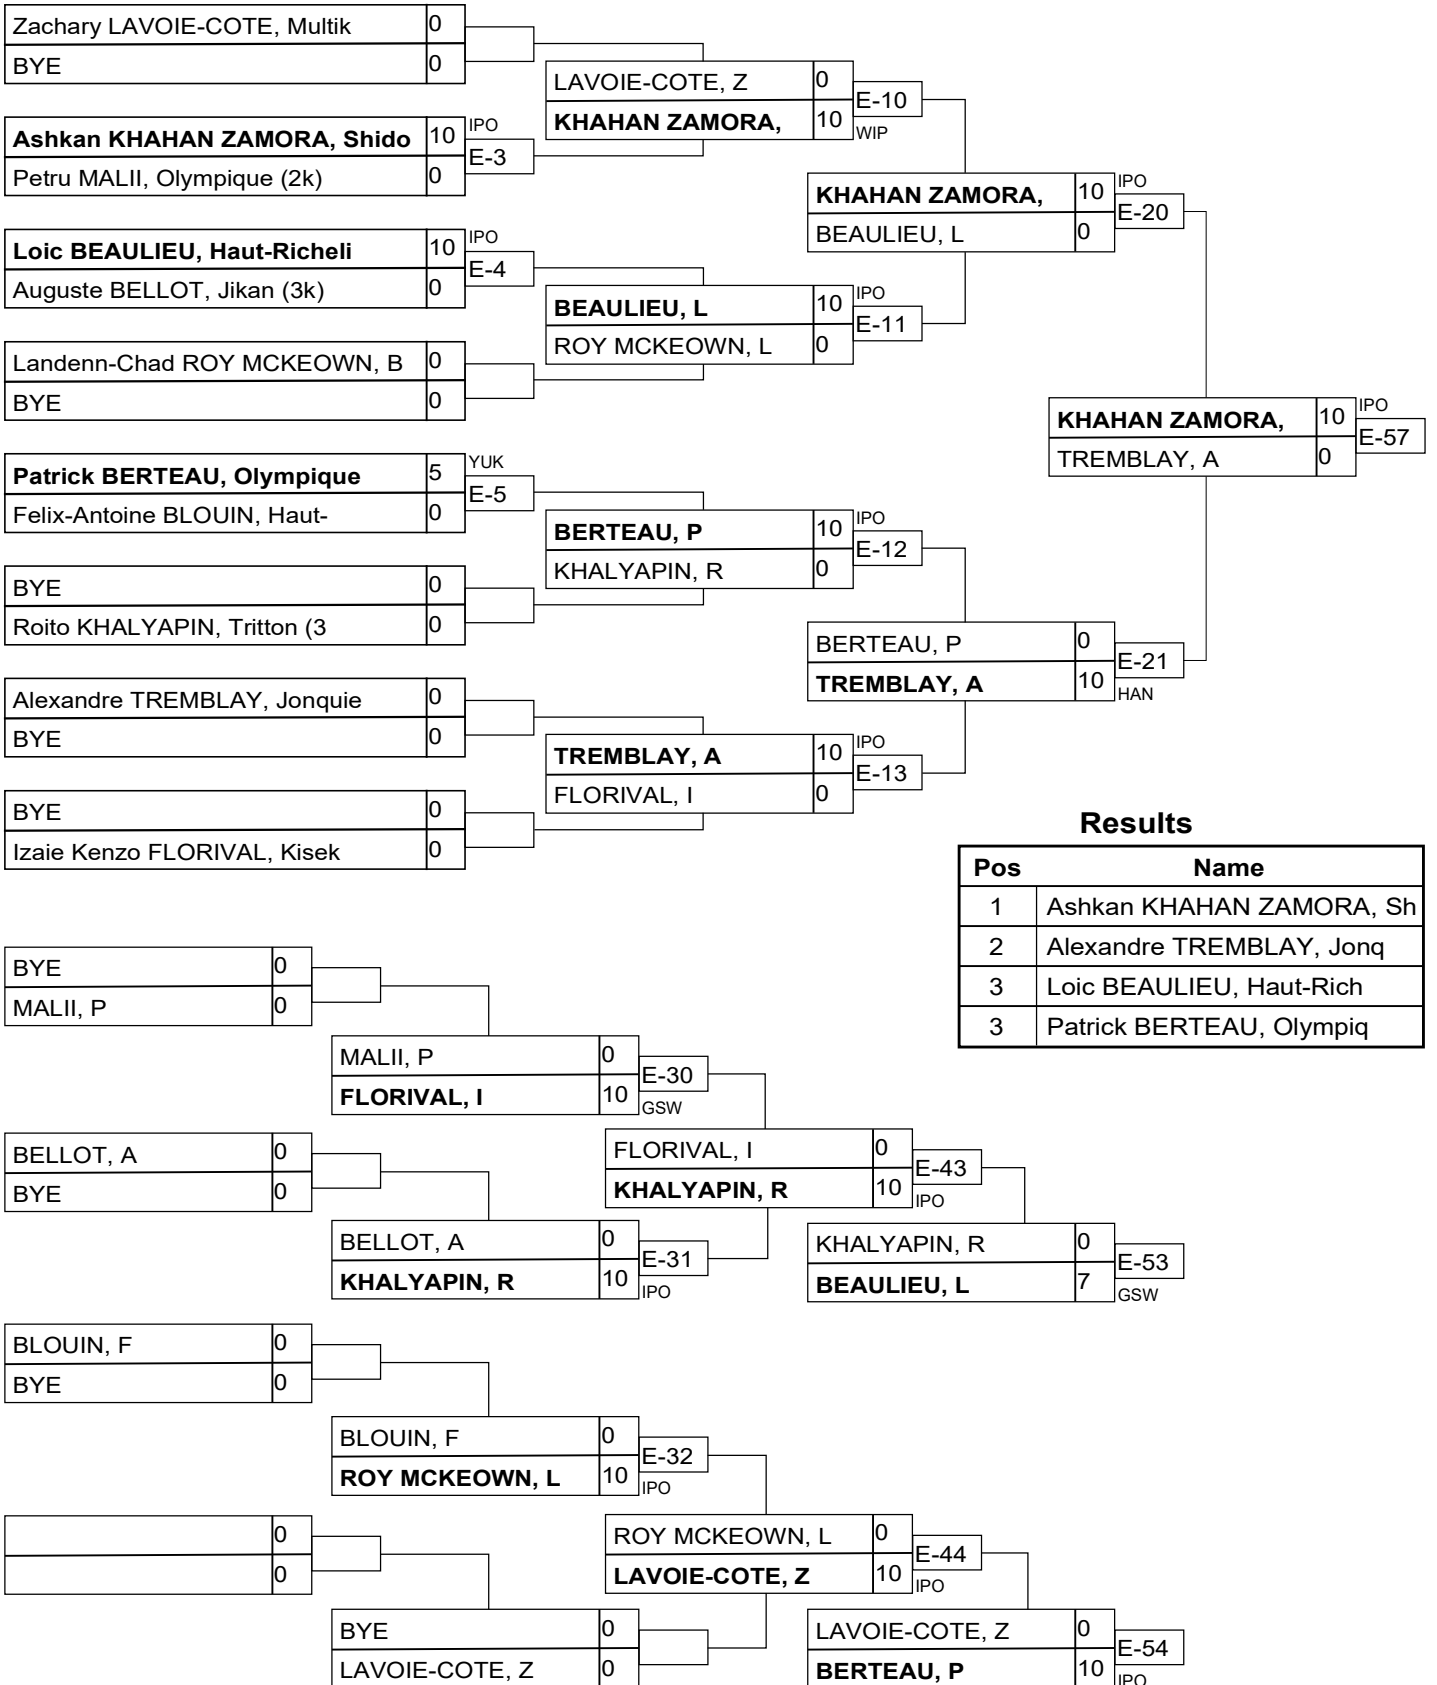 Zachary LAVOIE-COTE, Multik 0
BYE 0
LAVOIE-COTE, Z 0
E-10
KHAHAN ZAMORA, 10 WIP
Ashkan KHAHAN ZAMORA, Shido 10 IPO
E-3
Petru MALII, Olympique (2k) 0
KHAHAN ZAMORA, 10 IPO
E-20
BEAULIEU, L 0
Loic BEAULIEU, Haut-Richeli 10 IPO
E-4
Auguste BELLOT, Jikan (3k) 0
BEAULIEU, L 10 IPO
E-11
ROY MCKEOWN, L 0
Landenn-Chad ROY MCKEOWN, B 0
BYE 0
KHAHAN ZAMORA, 10 IPO
E-57
TREMBLAY, A 0
Patrick BERTEAU, Olympique 5 YUK
E-5
Felix-Antoine BLOUIN, Haut- 0
BERTEAU, P 10 IPO
E-12
KHALYAPIN, R 0
BYE 0
Roito KHALYAPIN, Tritton (3 0
BERTEAU, P 0
E-21
TREMBLAY, A 10 HAN
Alexandre TREMBLAY, Jonquie 0
BYE 0
TREMBLAY, A 10 IPO
E-13
FLORIVAL, I 0
BYE 0
Izaie Kenzo FLORIVAL, Kisek 0
Results
Pos Name
1 Ashkan KHAHAN ZAMORA, Sh
2 Alexandre TREMBLAY, Jonq
3 Loic BEAULIEU, Haut-Rich
3 Patrick BERTEAU, Olympiq
BYE 0
MALII, P 0
MALII, P 0
E-30
FLORIVAL, I 10 GSW
BELLOT, A 0
BYE 0
FLORIVAL, I 0
E-43
KHALYAPIN, R 10 IPO
BELLOT, A 0
E-31
KHALYAPIN, R 10 IPO
KHALYAPIN, R 0
E-53
BEAULIEU, L 7 GSW
BLOUIN, F 0
BYE 0
BLOUIN, F 0
E-32
ROY MCKEOWN, L 10 IPO
0
0
ROY MCKEOWN, L 0
E-44
LAVOIE-COTE, Z 10 IPO
BYE 0
LAVOIE-COTE, Z 0
LAVOIE-COTE, Z 0
E-54
BERTEAU, P 10 IPO